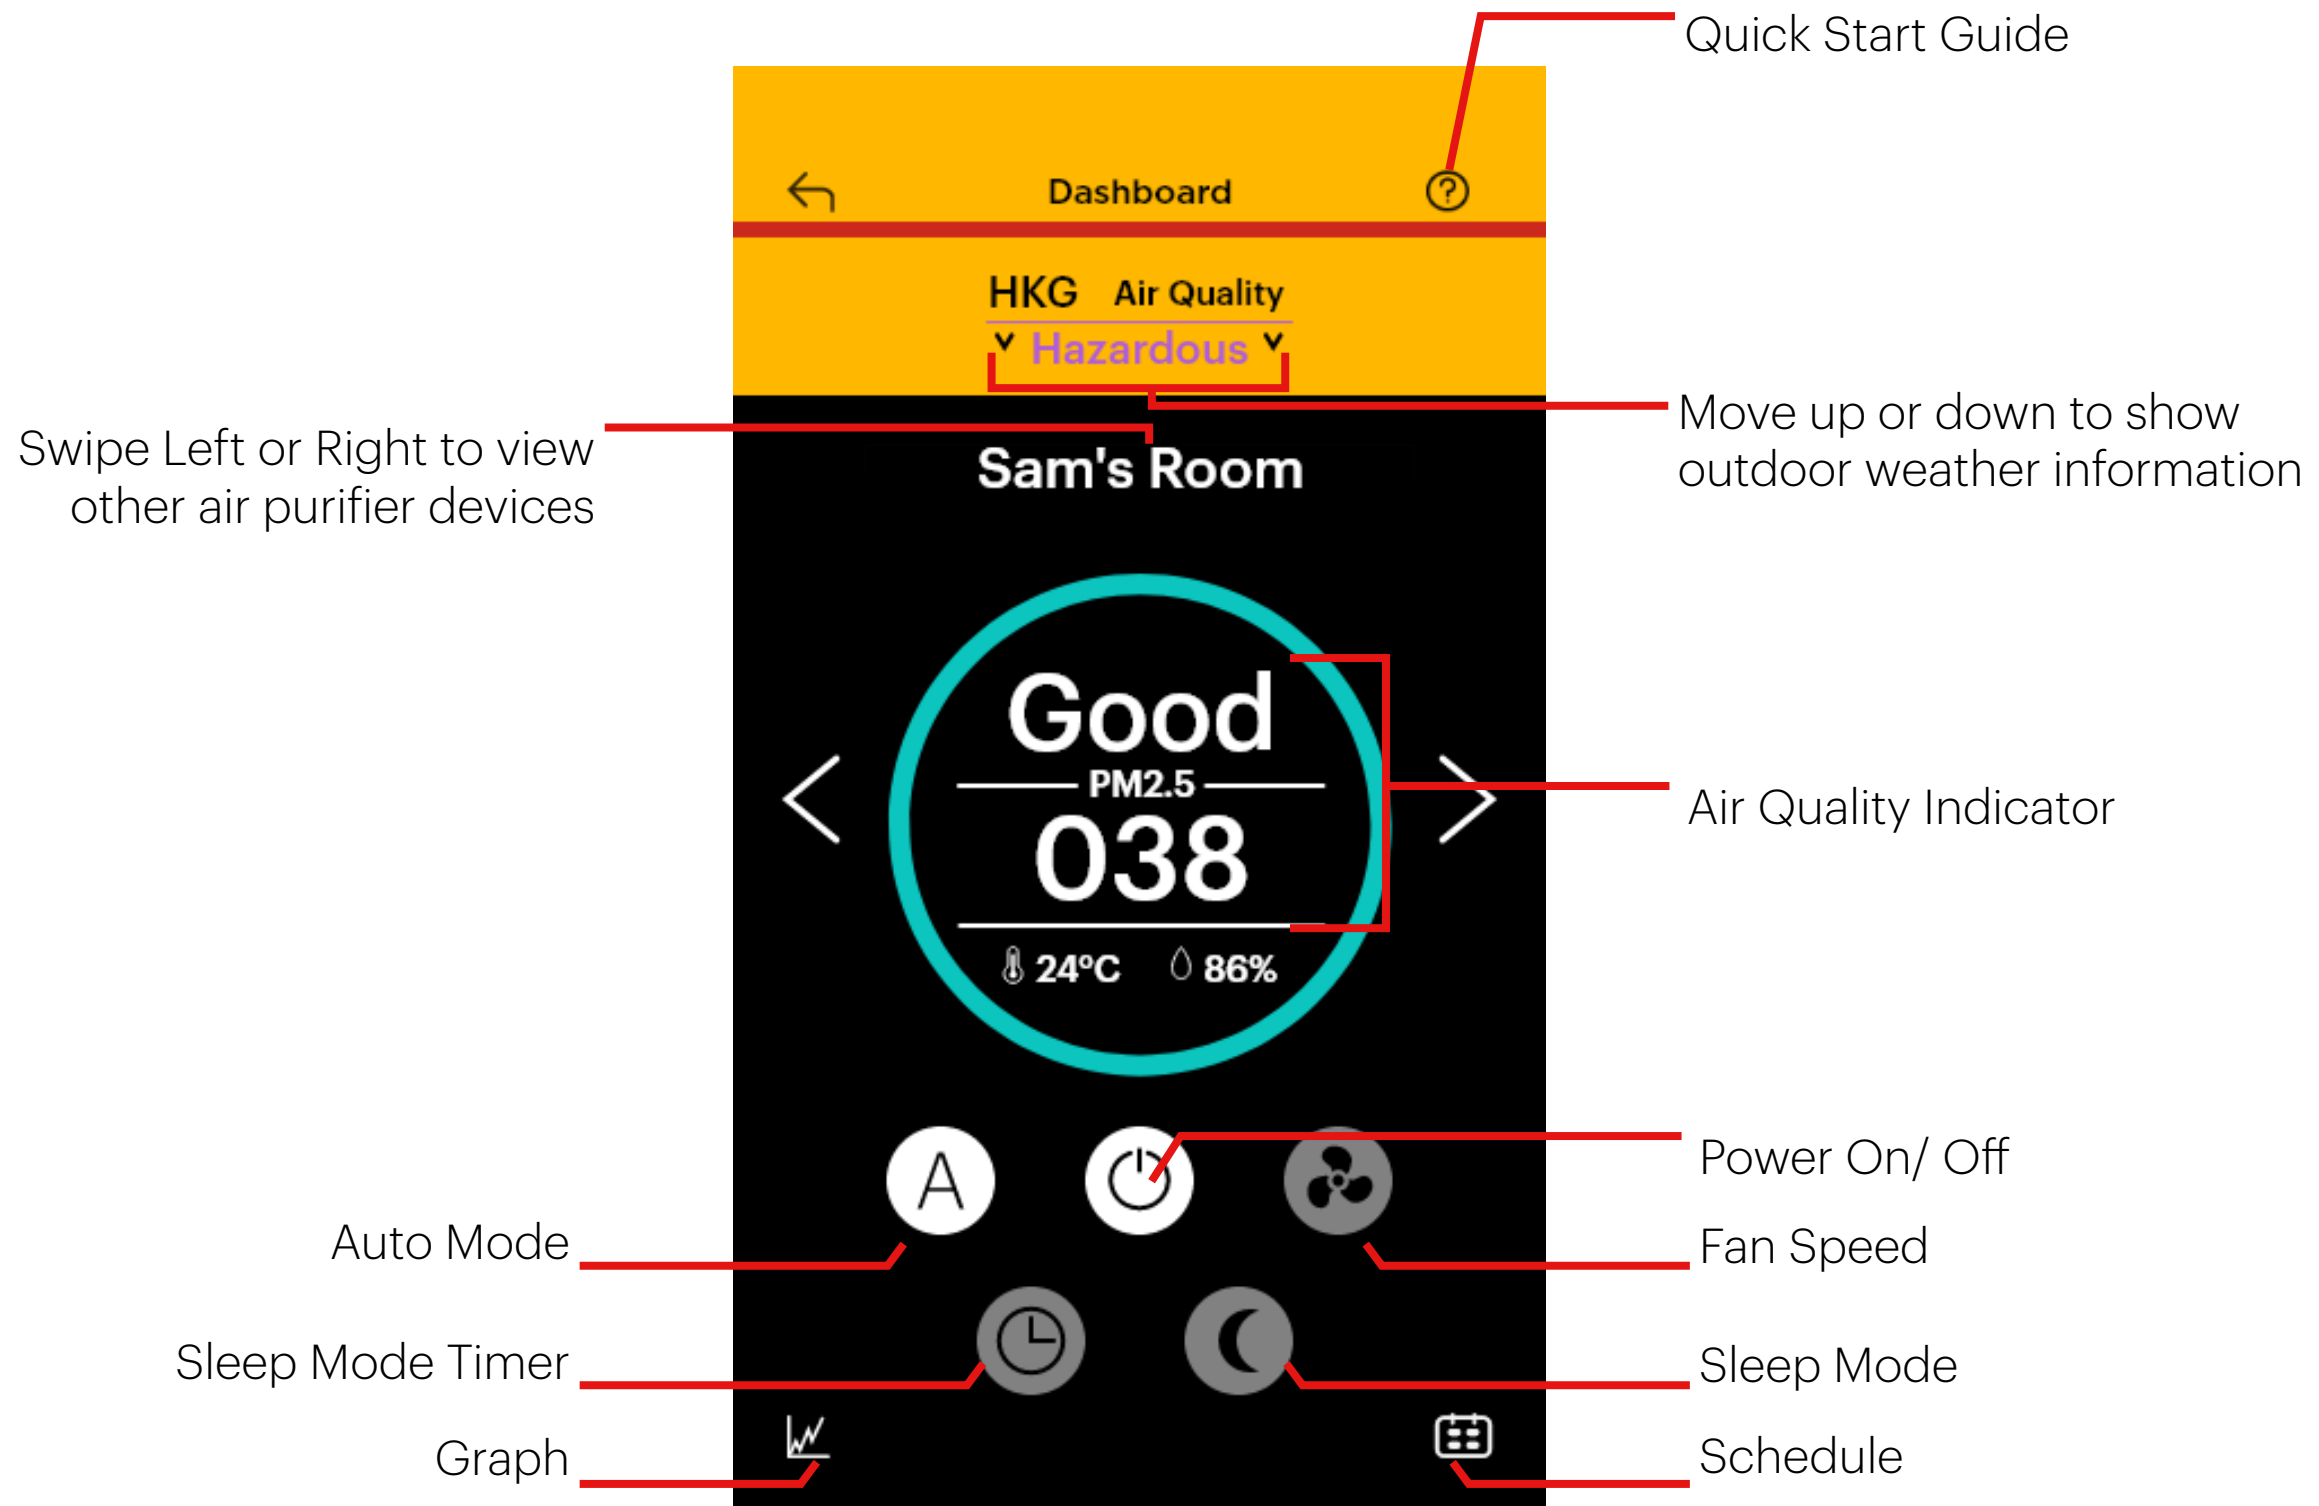 Quick Start Guide
Dashboard
HKG Air Quality
Hazardous
Swipe Left or Right to view
other air purifier devices
Move up or down to show
outdoor weather information
Sam's Room
Good
PM2.5
038
24°C 86%
Air Quality Indicator
A
Power On/ Off
Auto Mode
Fan Speed
Sleep Mode Timer
Sleep Mode
Graph
Schedule